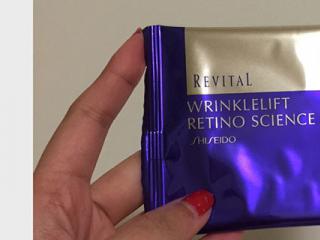 REVITAL
WRINKLELIFT
RETINO SCIENCE
SHISEIDO